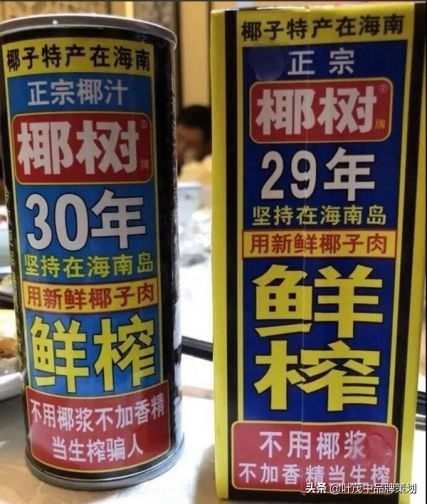 椰子特产在海南
正宗椰汁
椰树®牌
30年
坚持在海南岛
用新鲜椰子肉
鲜榨
不用椰浆不加香精
当生榨骗人
椰子特产在海南
正宗
椰树®牌
29年
坚持在海南岛
用新鲜椰子肉
鲜榨
不用椰浆
不加香精当生榨
头条@叶茂中品牌策划